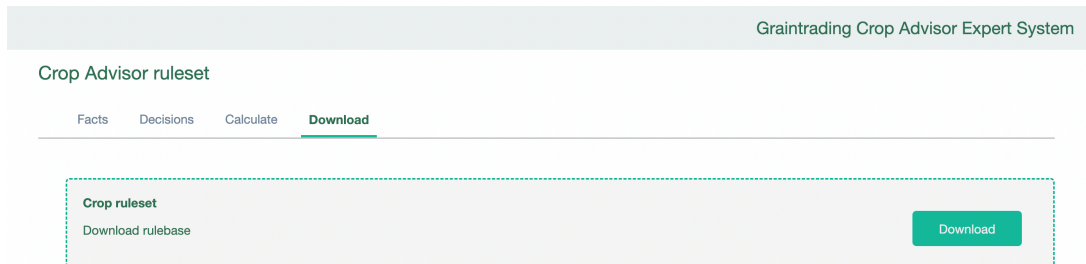 Graintrading Crop Advisor Expert System
Crop Advisor ruleset
Facts Decisions Calculate Download
Crop ruleset
Download rulebase
Download